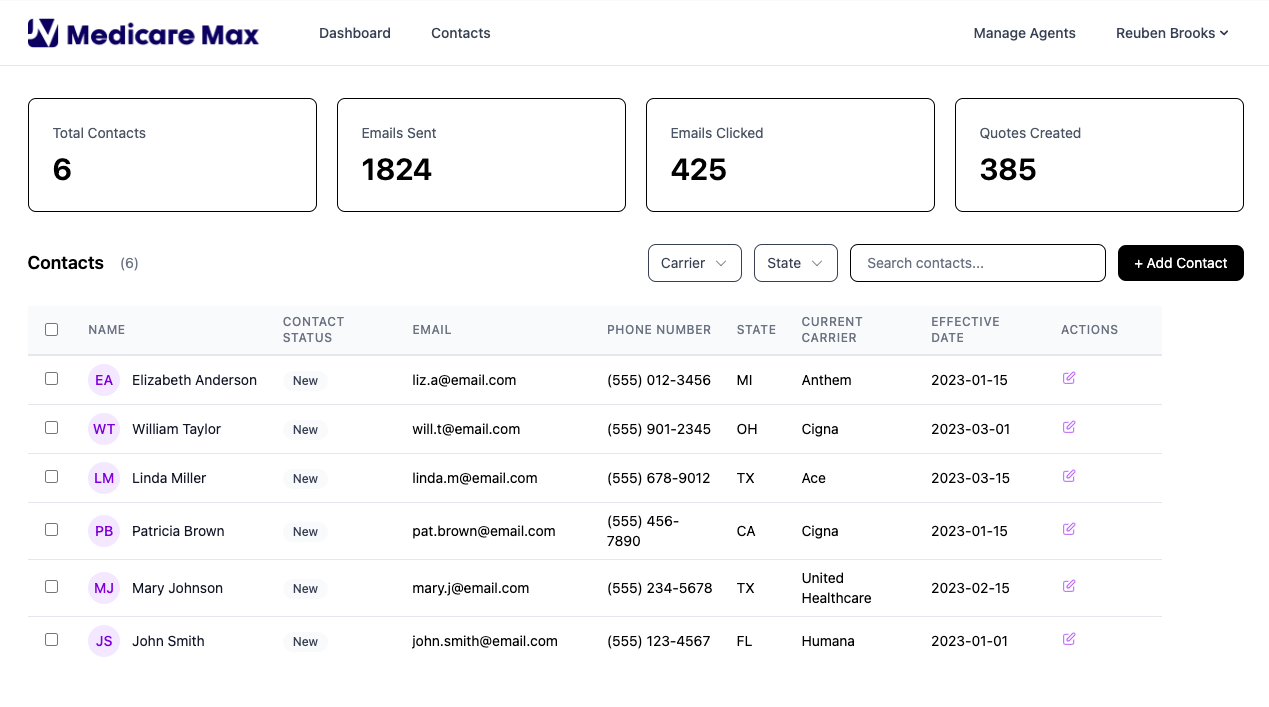 Medicare Max Dashboard Contacts Manage Agents Reuben Brooks
Total Contacts Emails Sent Emails Clicked Quotes Created
6 1824 425 385
Contacts (6) Carrier State Search contacts... + Add Contact
NAME CONTACT STATUS EMAIL PHONE NUMBER STATE CURRENT CARRIER EFFECTIVE DATE ACTIONS
EA Elizabeth Anderson New liz.a@email.com (555) 012-3456 MI Anthem 2023-01-15
WT William Taylor New will.t@email.com (555) 901-2345 OH Cigna 2023-03-01
LM Linda Miller New linda.m@email.com (555) 678-9012 TX Ace 2023-03-15
PB Patricia Brown New pat.brown@email.com (555) 456-7890 CA Cigna 2023-01-15
MJ Mary Johnson New mary.j@email.com (555) 234-5678 TX United Healthcare 2023-02-15
JS John Smith New john.smith@email.com (555) 123-4567 FL Humana 2023-01-01